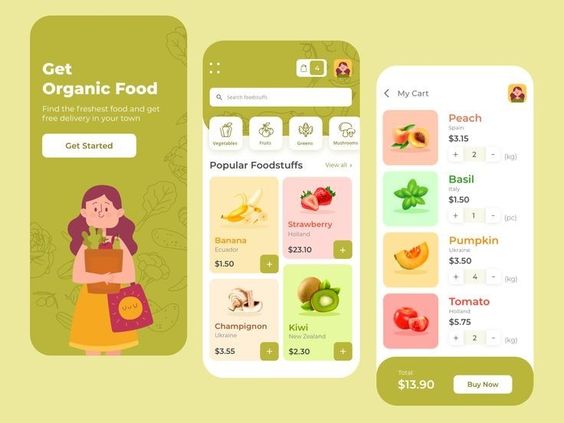 Get
Organic Food
Find the freshest food and get
free delivery in your town
Get Started
4
Search foodstuffs
Vegetables
Fruits
Greens
Mushrooms
Popular Foodstuffs
View all >
Banana
Ecuador
$1.50
+
Strawberry
Holland
$23.10
+
Champignon
Ukraine
$3.55
+
Kiwi
New Zealand
$2.30
+
< My Cart
Peach
Spain
$3.15
+ 2 - (kg)
Basil
Italy
$1.50
+ 1 - (pc)
Pumpkin
Ukraine
$3.50
+ 4 - (kg)
Tomato
Holland
$5.75
+ 2 - (kg)
Total:
$13.90
Buy Now